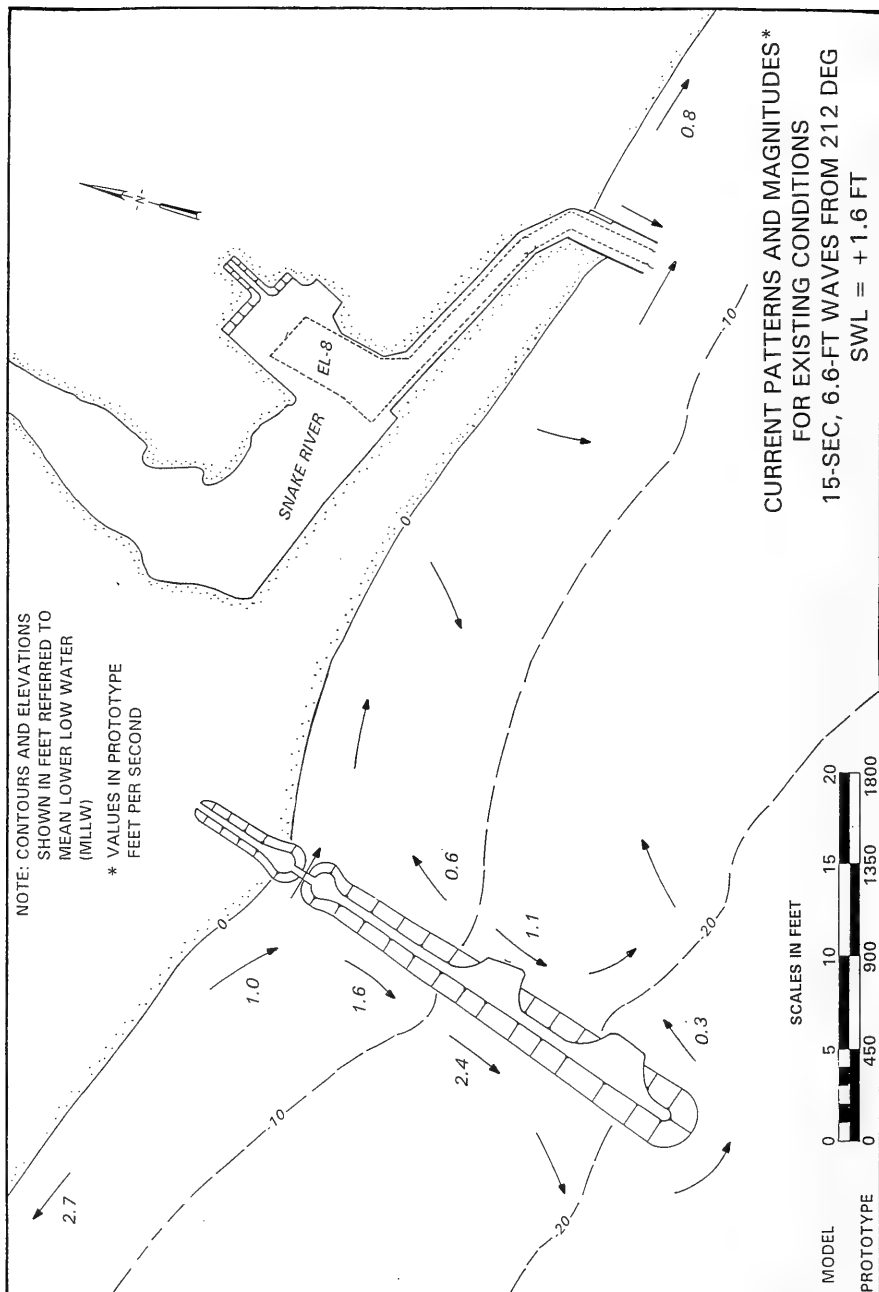 NOTE: CONTOURS AND ELEVATIONS
SHOWN IN FEET REFERRED TO
MEAN LOWER LOW WATER
(MLLW)
* VALUES IN PROTOTYPE
FEET PER SECOND
-N-
SNAKE RIVER
EL-8
0
0
2.7
1.0
1.6
2.4
0.6
1.1
0.3
0.8
-10
-10
-20
-20
CURRENT PATTERNS AND MAGNITUDES*
FOR EXISTING CONDITIONS
15-SEC, 6.6-FT WAVES FROM 212 DEG
SWL = +1.6 FT
SCALES IN FEET
MODEL 0 5 10 15 20
PROTOTYPE 0 450 900 1350 1800